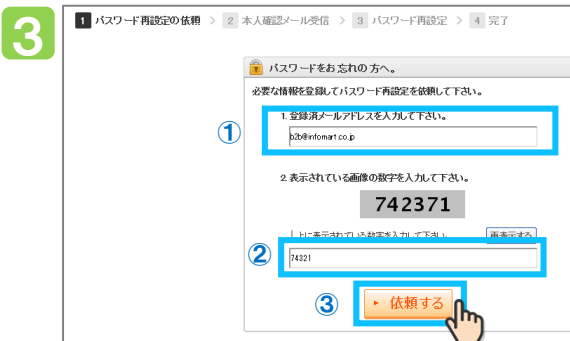 3
1 パスワード再設定の依頼 > 2 本人確認メール受信 > 3 パスワード再設定 > 4 完了
パスワードをお忘れの方へ。
必要な情報を登録してパスワード再設定を依頼して下さい。
1. 登録済メールアドレスを入力して下さい。
①
b2b@infomart.co.jp
2. 表示されている画像の数字を入力して下さい。
742371
上に表示されている数字を入力して下さい。 再表示する
②
74321
③ 依頼する